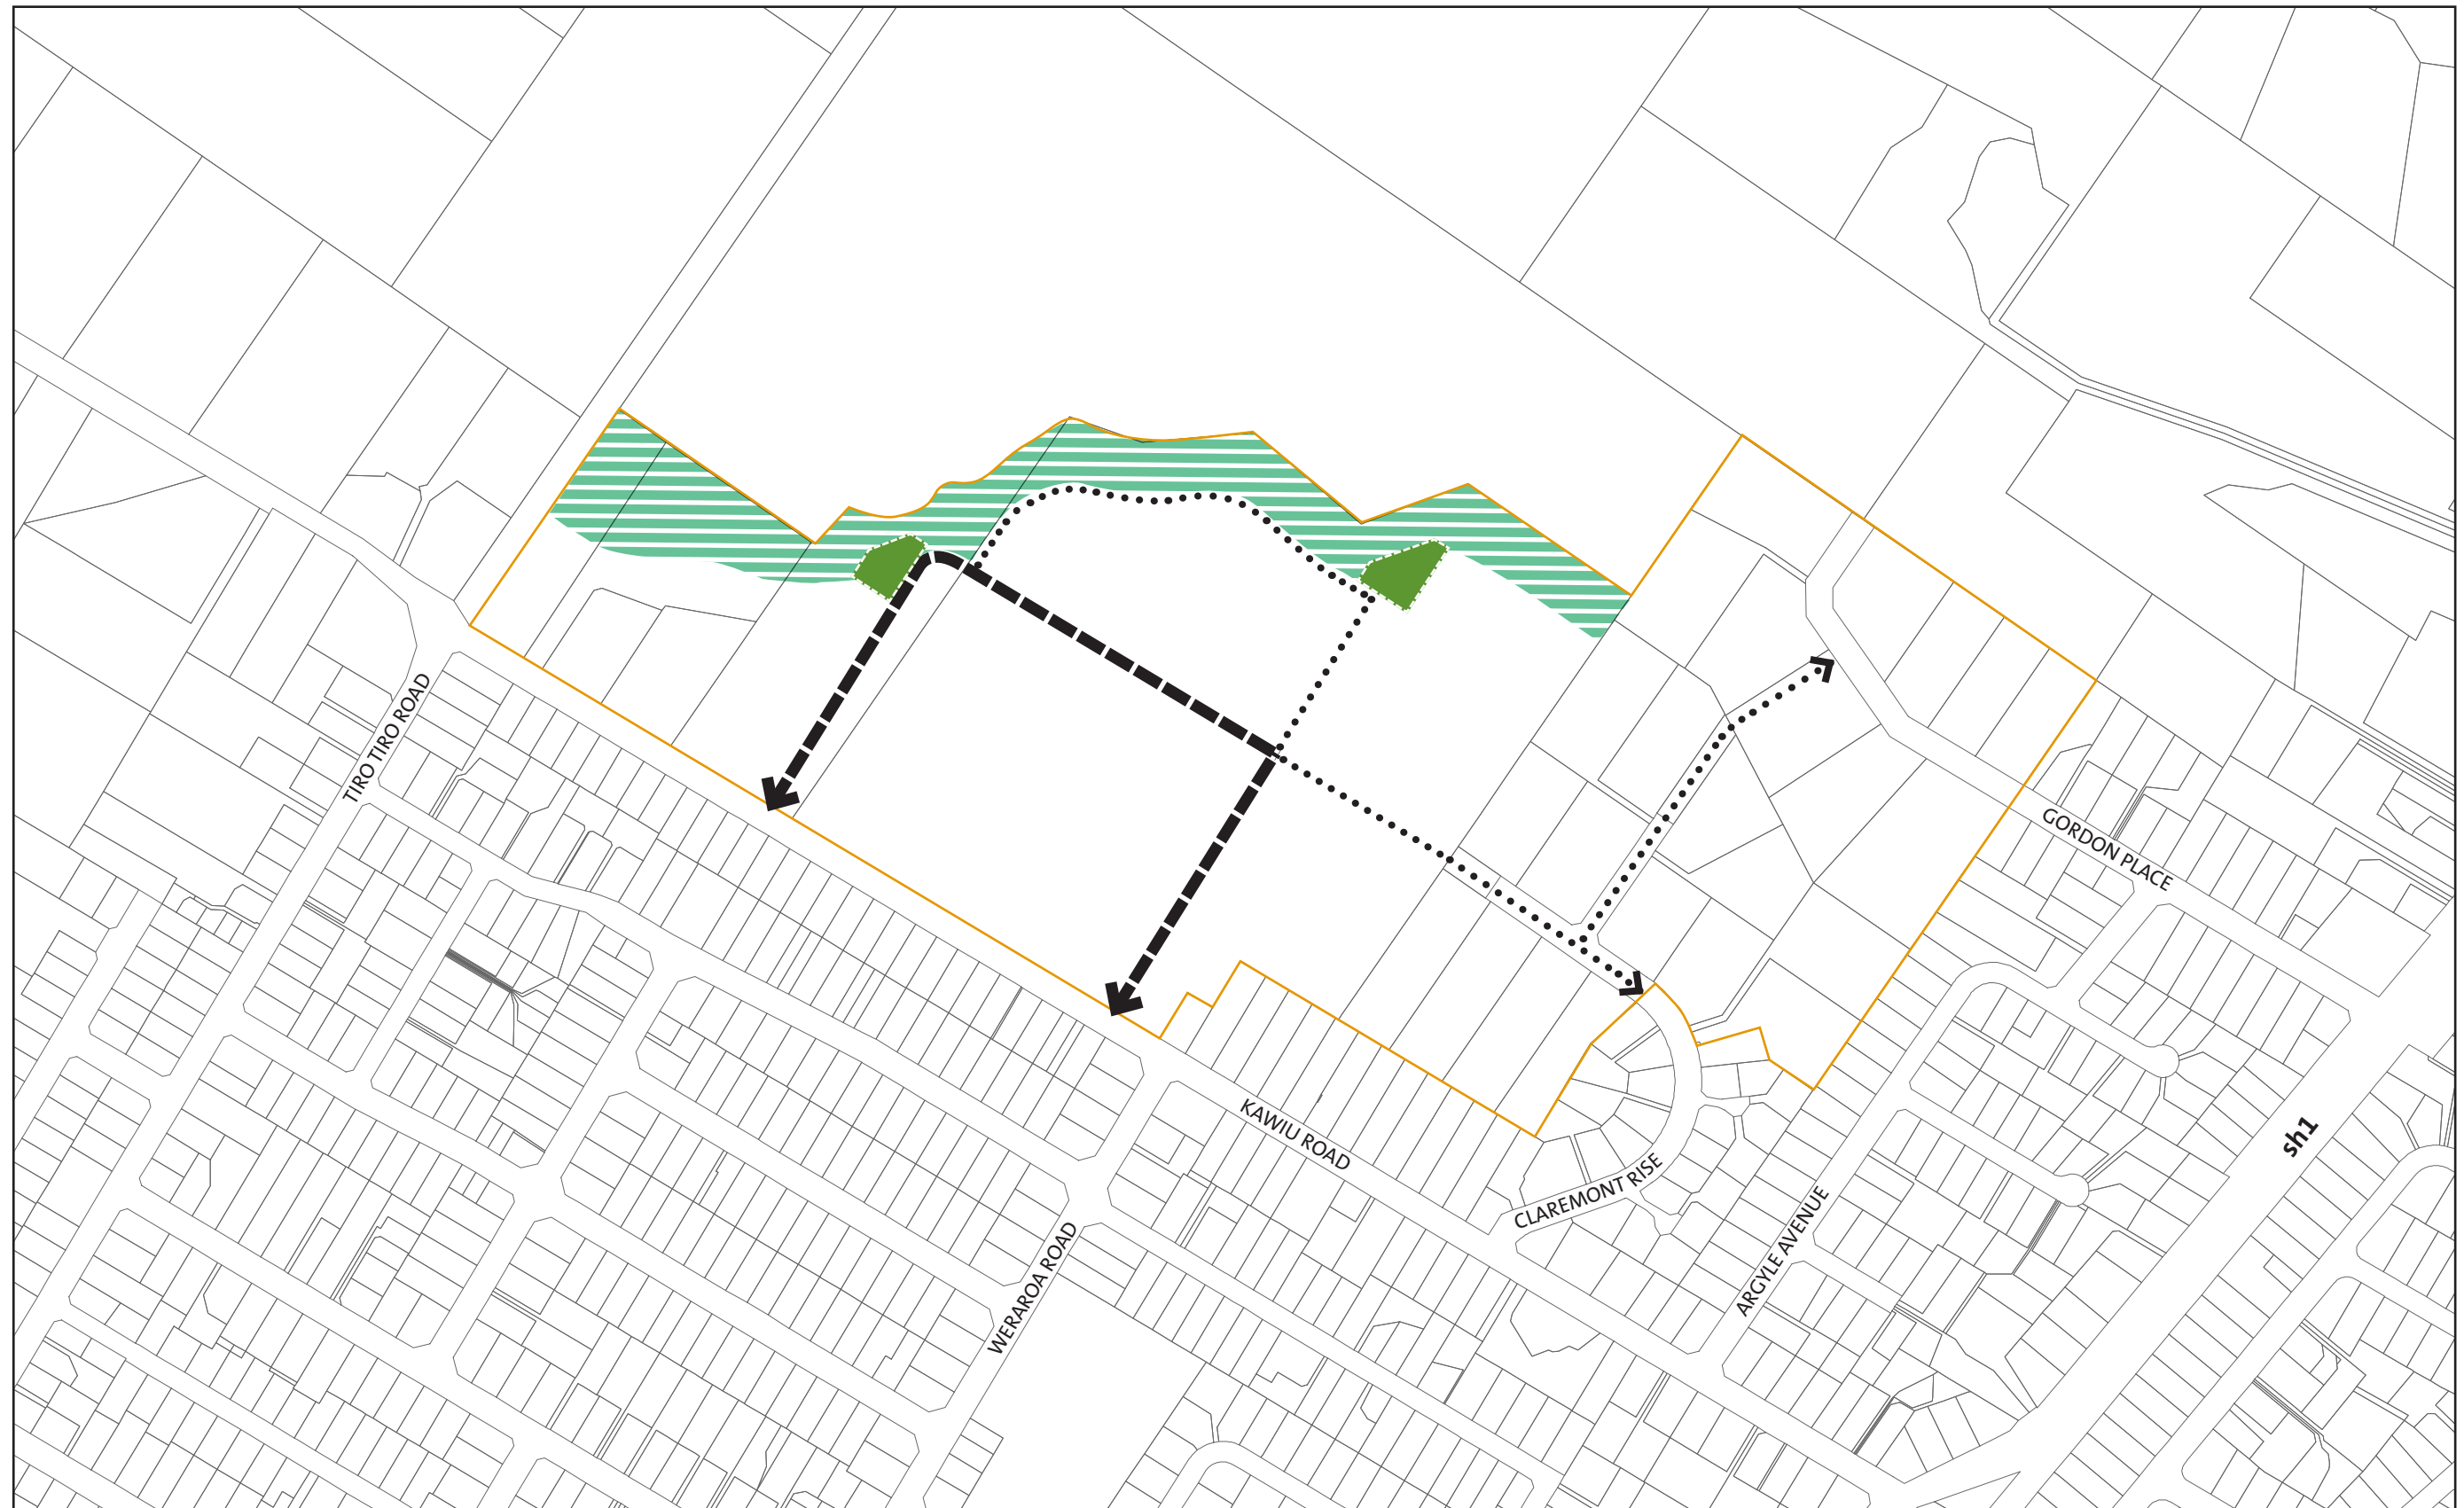 TIRO TIRO ROAD
GORDON PLACE
KAWIU ROAD
sh1
CLAREMONT RISE
ARGYLE AVENUE
WERAROA ROAD